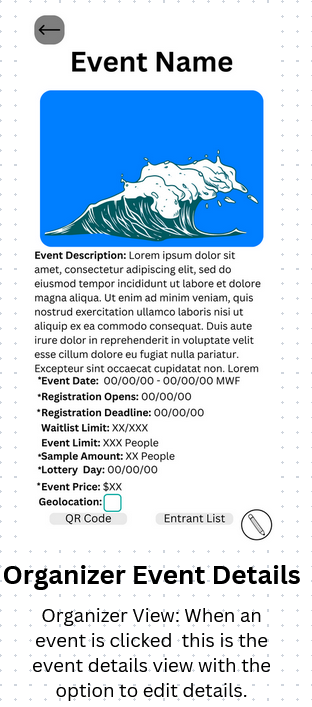 Event Name
Event Description: Lorem ipsum dolor sit
amet, consectetur adipiscing elit, sed do
eiusmod tempor incididunt ut labore et dolore
magna aliqua. Ut enim ad minim veniam, quis
nostrud exercitation ullamco laboris nisi ut
aliquip ex ea commodo consequat. Duis aute
irure dolor in reprehenderit in voluptate velit
esse cillum dolore eu fugiat nulla pariatur.
Excepteur sint occaecat cupidatat non. Lorem
*Event Date: 00/00/00 - 00/00/00 MWF
*Registration Opens: 00/00/00
*Registration Deadline: 00/00/00
Waitlist Limit: XX/XXX
Event Limit: XXX People
*Sample Amount: XX People
*Lottery Day: 00/00/00
*Event Price: $XX
Geolocation:
QR Code Entrant List
Organizer Event Details
Organizer View: When an
event is clicked this is the
event details view with the
option to edit details.